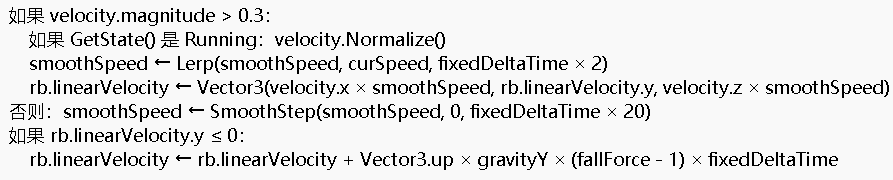 如果 velocity.magnitude > 0.3:
如果 GetState() 是 Running: velocity.Normalize()
smoothSpeed ← Lerp(smoothSpeed, curSpeed, fixedDeltaTime × 2)
rb.linearVelocity ← Vector3(velocity.x × smoothSpeed, rb.linearVelocity.y, velocity.z × smoothSpeed)
否则: smoothSpeed ← SmoothStep(smoothSpeed, 0, fixedDeltaTime × 20)
如果 rb.linearVelocity.y ≤ 0:
rb.linearVelocity ← rb.linearVelocity + Vector3.up × gravityY × (fallForce - 1) × fixedDeltaTime